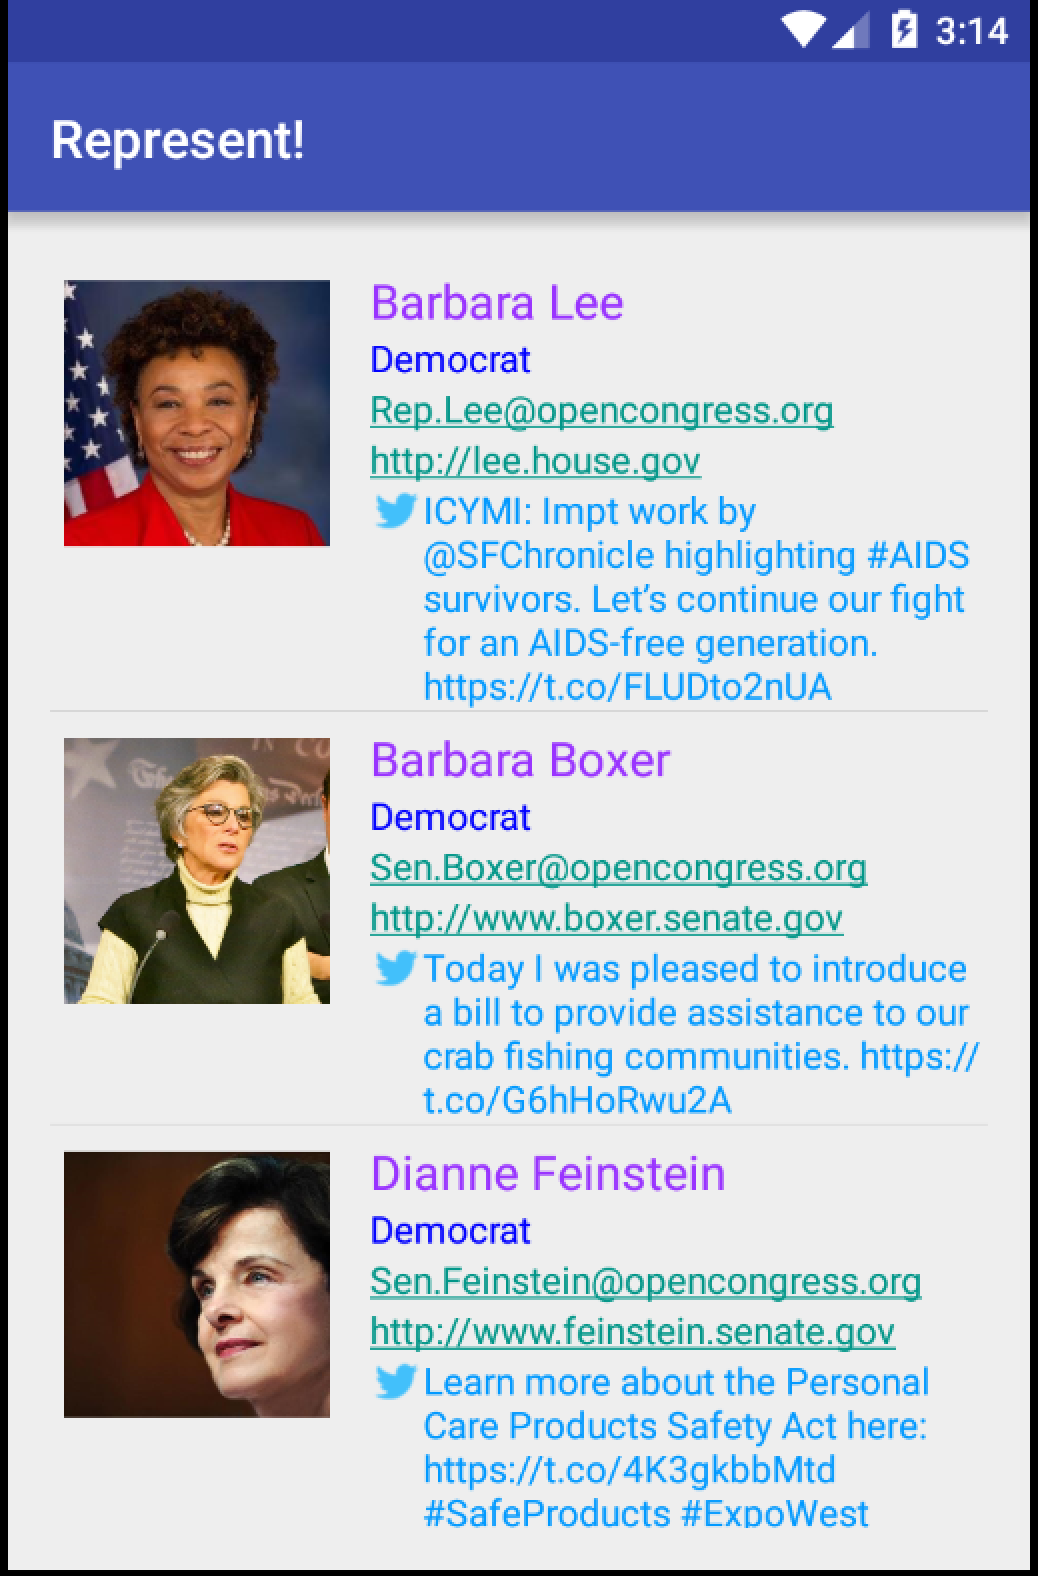 3:14
Represent!
Barbara Lee
Democrat
Rep.Lee@opencongress.org
http://lee.house.gov
ICYMI: Impt work by
@SFChronicle highlighting #AIDS
survivors. Let’s continue our fight
for an AIDS-free generation.
https://t.co/FLUDto2nUA
IN CO
Barbara Boxer
Democrat
Sen.Boxer@opencongress.org
http://www.boxer.senate.gov
Today I was pleased to introduce
a bill to provide assistance to our
crab fishing communities. https://
t.co/G6hHoRwu2A
Dianne Feinstein
Democrat
Sen.Feinstein@opencongress.org
http://www.feinstein.senate.gov
Learn more about the Personal
Care Products Safety Act here:
https://t.co/4K3gkbbMtd
#SafeProducts #ExpoWest